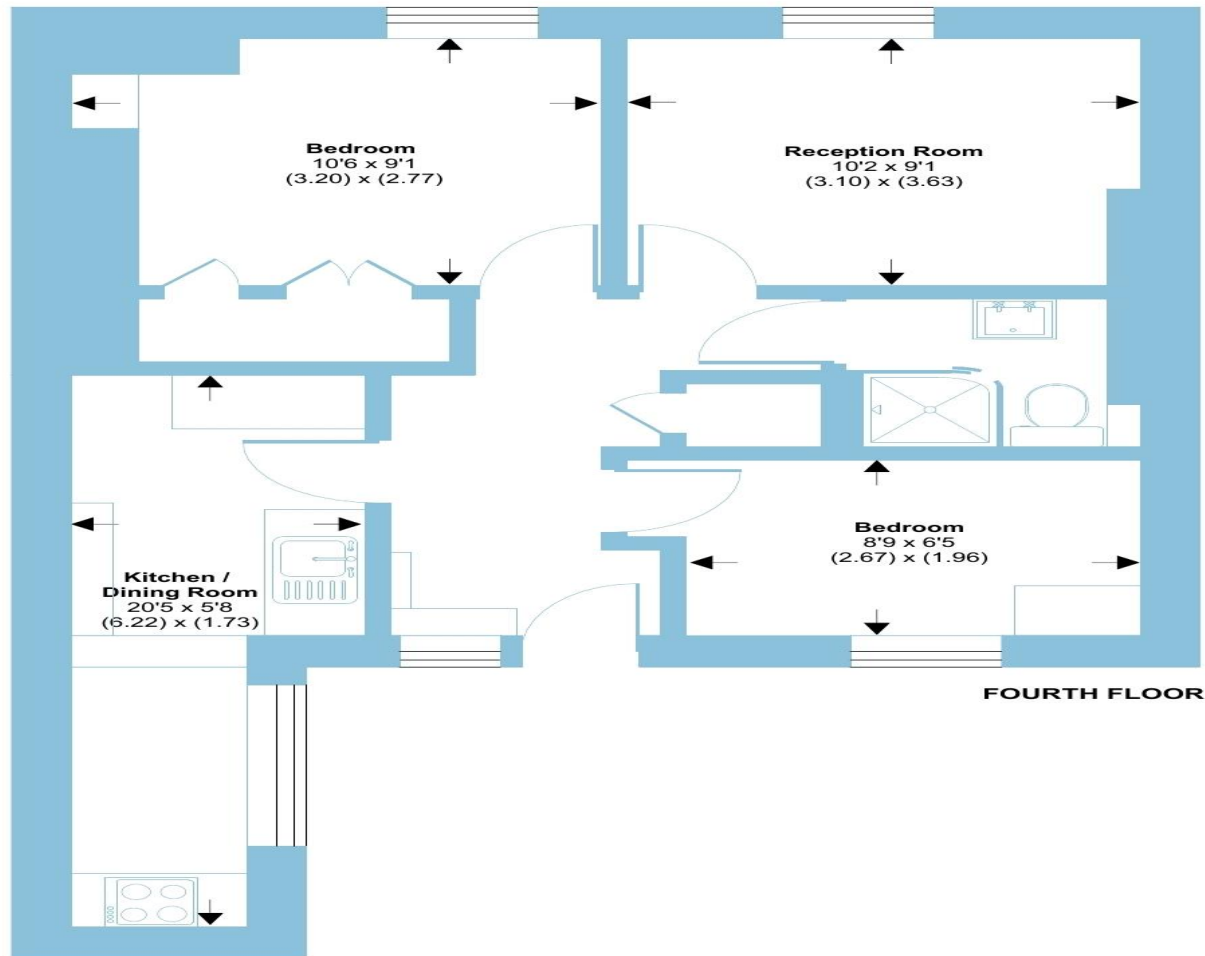 Bedroom
10'6 x 9'1
(3.20) x (2.77)
Reception Room
10'2 x 9'1
(3.10) x (3.63)
Bedroom
8'9 x 6'5
(2.67) x (1.96)
Kitchen /
Dining Room
20'5 x 5'8
(6.22) x (1.73)
FOURTH FLOOR